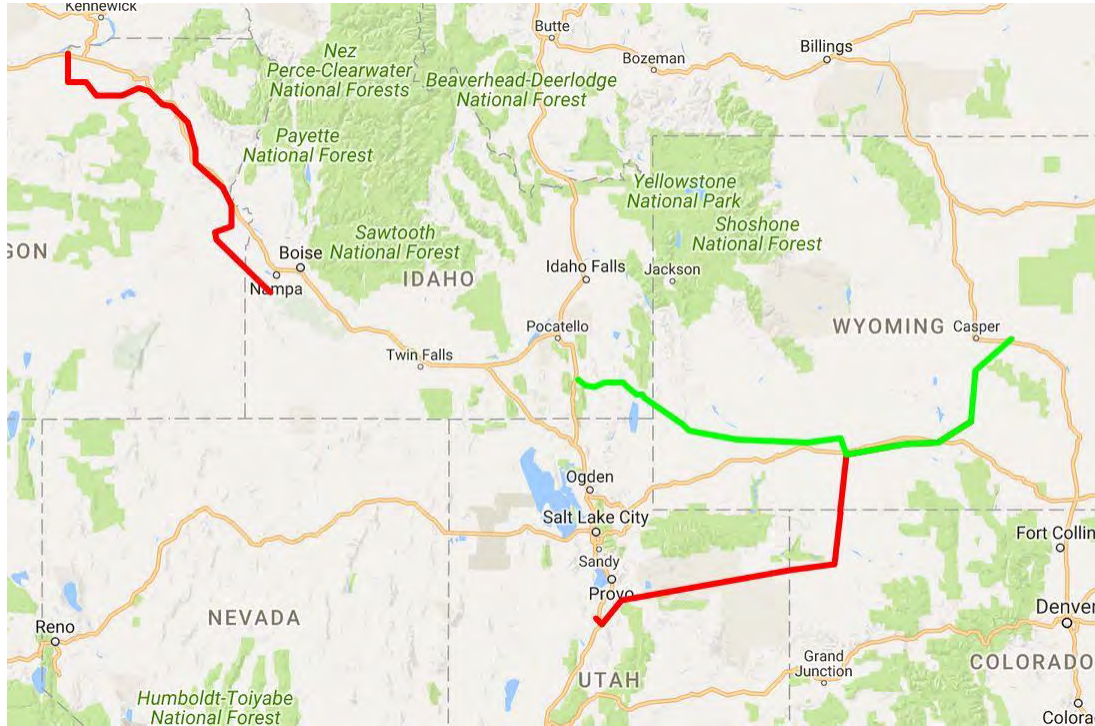 Kennewick
Butte
Billings
Bozeman
Nez
Perce-Clearwater
National Forests
Beaverhead-Deerlodge
National Forest
Payette
National Forest
Yellowstone
National Park
Shoshone
National Forest
Sawtooth
National Forest
GON
Boise
IDAHO
Idaho Falls
Jackson
Nampa
Pocatello
WYOMING
Casper
Twin Falls
Ogden
Salt Lake City
Fort Collin
Sandy
Provo
NEVADA
Denver
Reno
Grand
Junction
COLORADO
UTAH
Humboldt-Toiyabe
National Forest
Colora